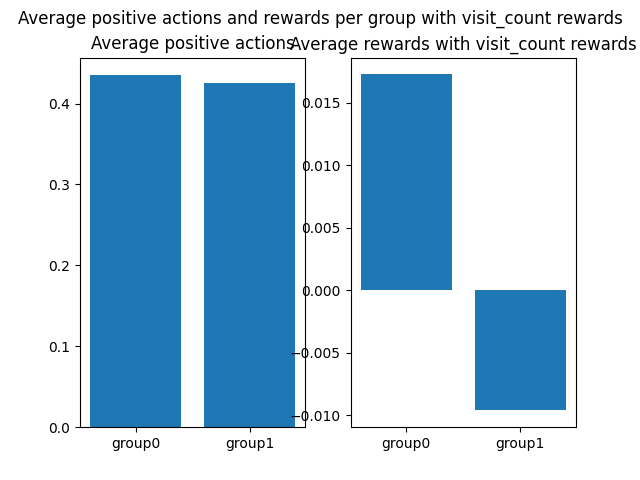 Average positive actions and rewards per group with visit_count rewards
Average positive actions
0.4
0.3
0.2
0.1
0.0
group0 group1
Average rewards with visit_count rewards
0.015
0.010
0.005
0.000
−0.005
−0.010
group0 group1